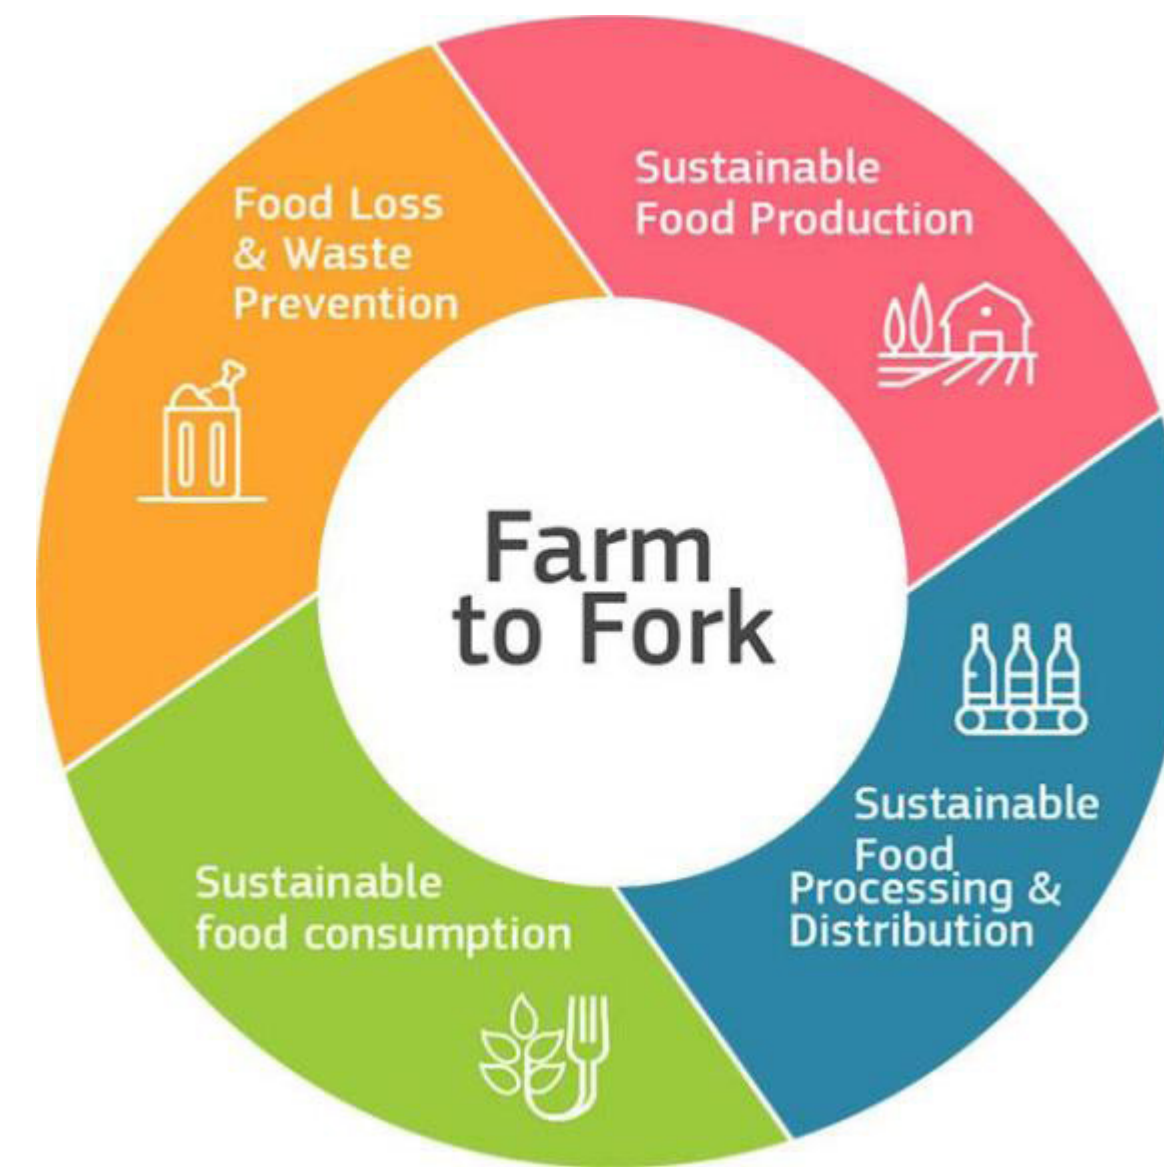 Sustainable
Food Production
Food Loss
& Waste
Prevention
Farm
to Fork
Sustainable
Food
Processing &
Distribution
Sustainable
food consumption